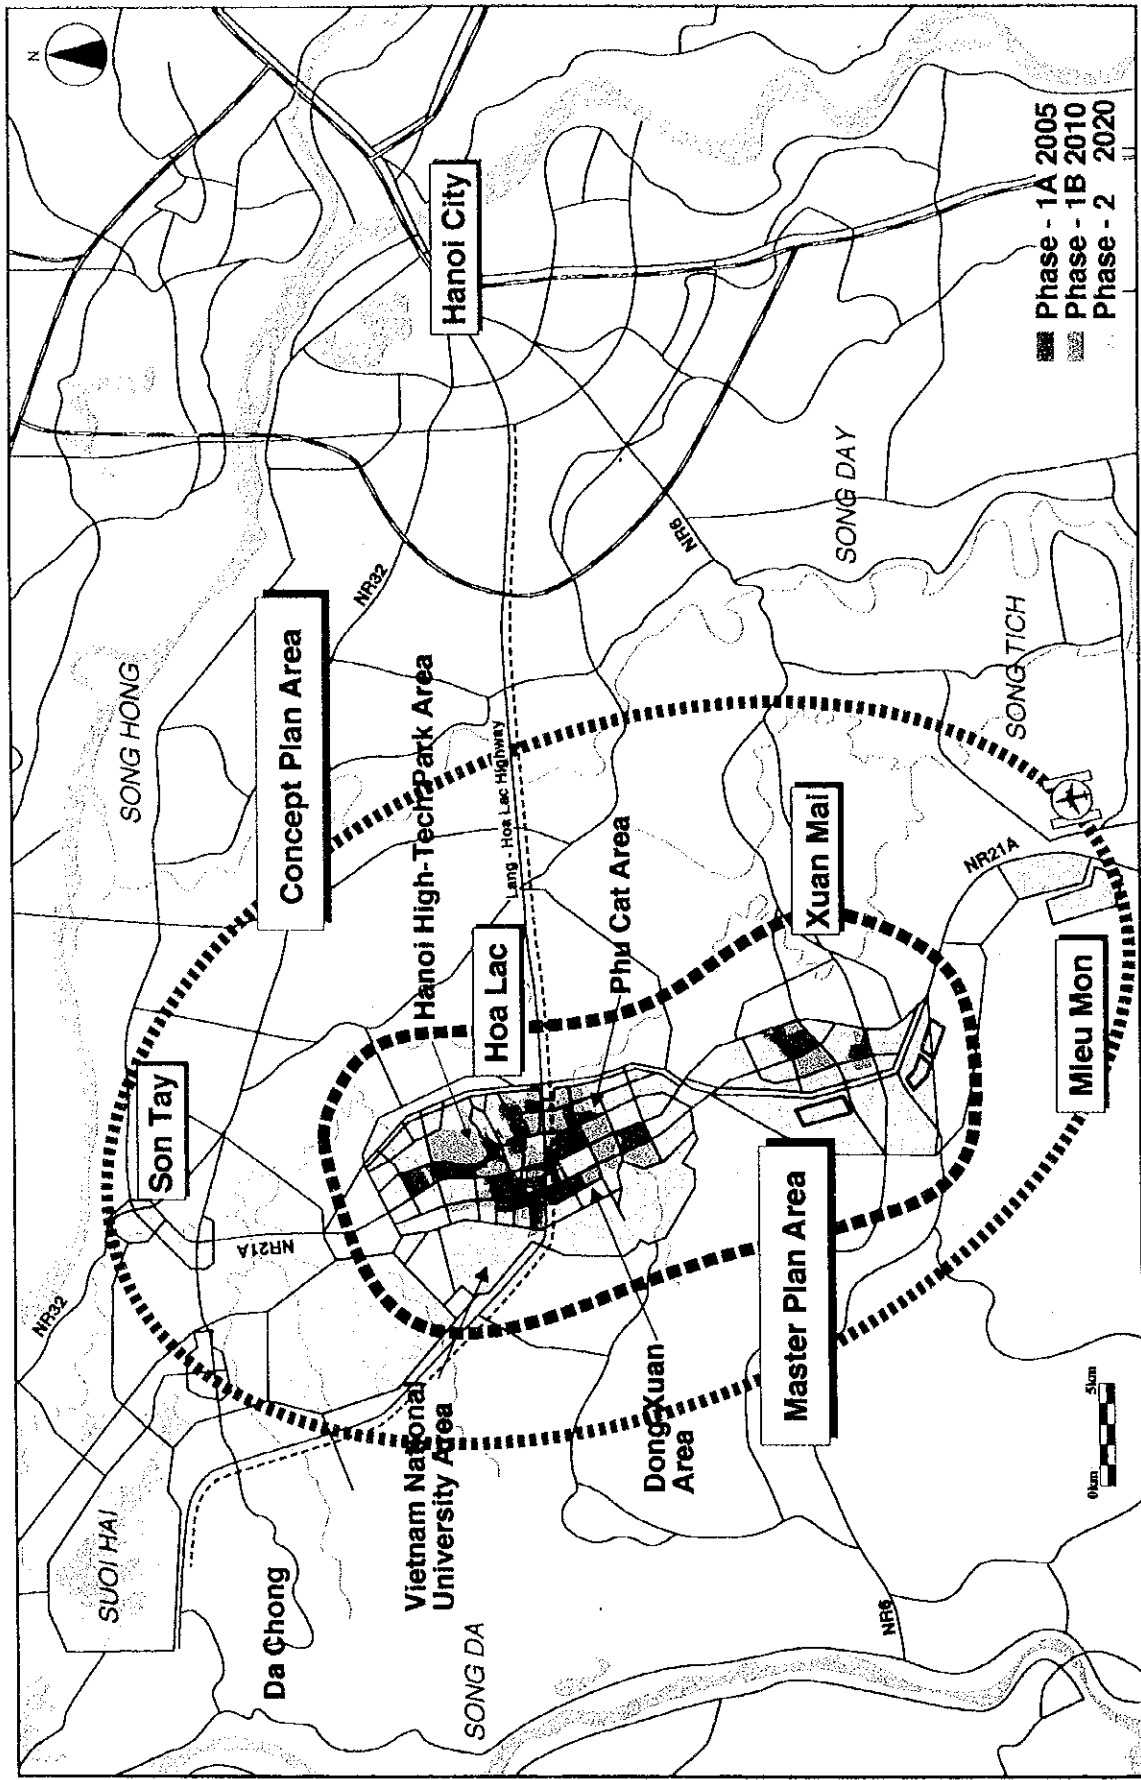 N
Hanoi City
SONG HONG
Concept Plan Area
NR32
NR6
SONG DAY
SONG TICH
Hanoi High-Tech Park Area
Lang - Hoa Lac Highway
Son Tay
Hoa Lac
Phu Cat Area
Xuan Mai
NR21A
Mieu Mon
NR32
NR21A
SUOI HAI
Da Chong
Vietnam National
University Area
SONG DA
Dong Xuan
Area
Master Plan Area
NR6
0km
5km
Phase - 1A 2005
Phase - 1B 2010
Phase - 2 2020